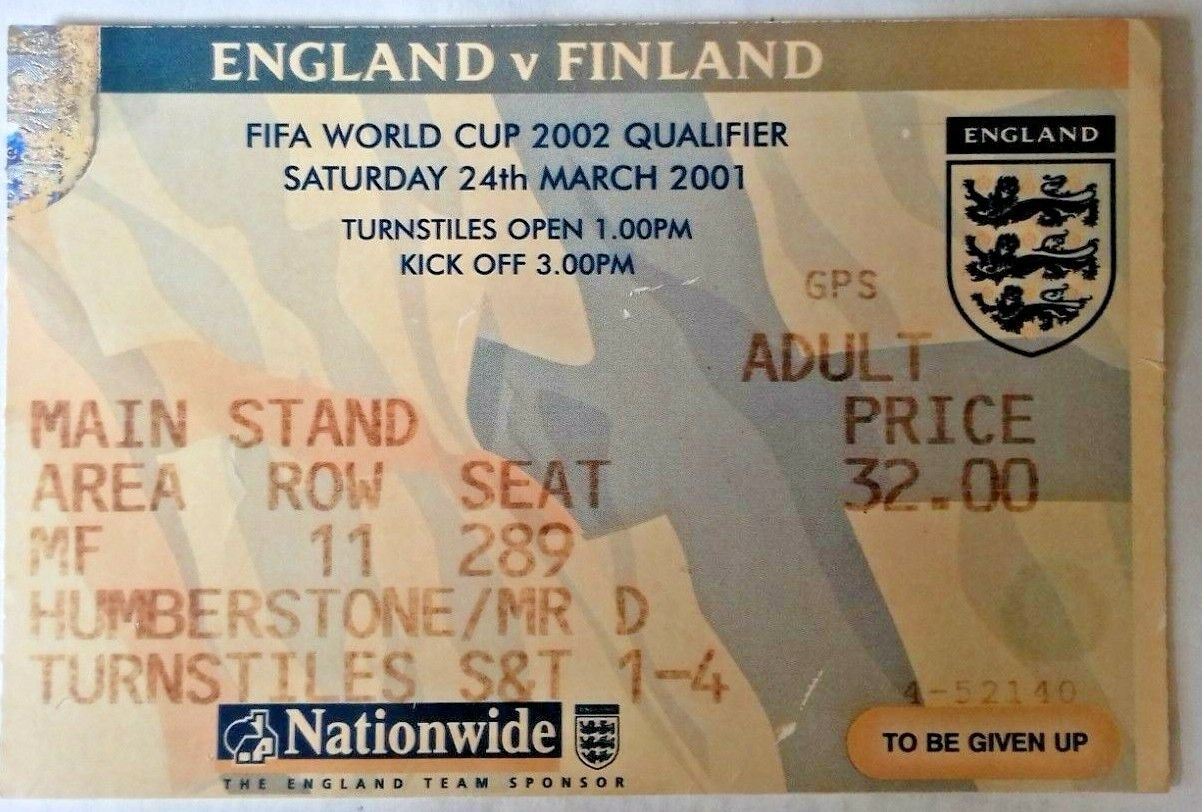 ENGLAND v FINLAND
FIFA WORLD CUP 2002 QUALIFIER
SATURDAY 24th MARCH 2001
TURNSTILES OPEN 1.00PM
KICK OFF 3.00PM
ENGLAND
GPS
ADULT
MAIN STAND PRICE
AREA ROW SEAT 32.00
MF 11 289
HUMBERSTONE/MR D
TURNSTILES S&T 1-4
4-52140
Nationwide
THE ENGLAND TEAM SPONSOR
TO BE GIVEN UP